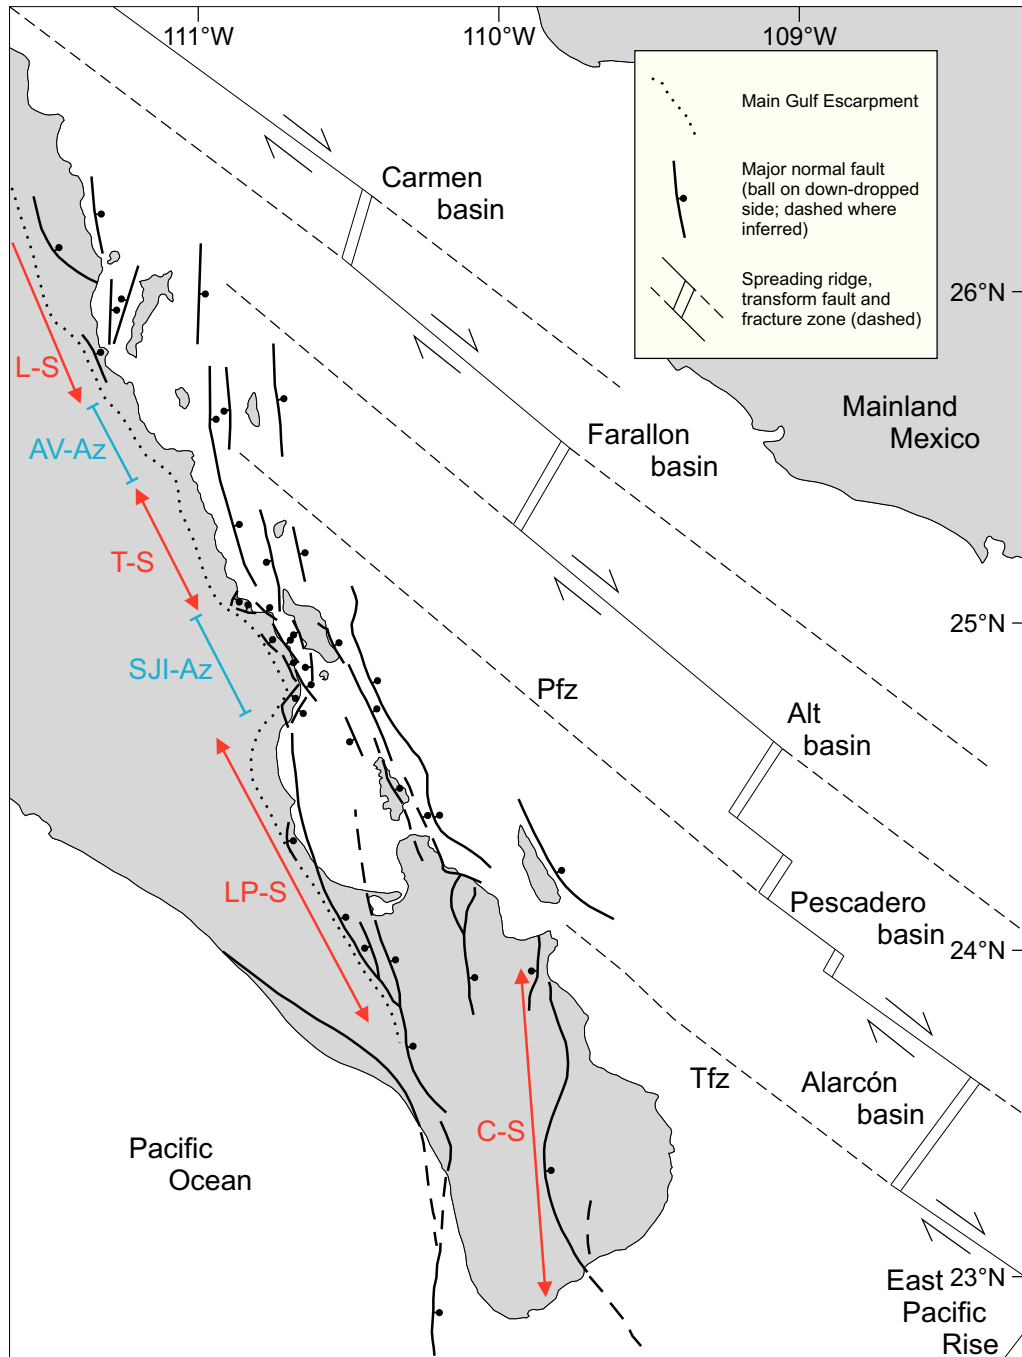 111°W
110°W
109°W
Main Gulf Escarpment
Major normal fault
(ball on down-dropped
side; dashed where
inferred)
Spreading ridge,
transform fault and
fracture zone (dashed)
Carmen
basin
26°N
L-S
Mainland
Mexico
AV-Az
Farallon
basin
T-S
25°N
SJI-Az
Pfz
Alt
basin
LP-S
Pescadero
basin
24°N
Tfz
Alarcón
basin
C-S
Pacific
Ocean
23°N
East
Pacific
Rise